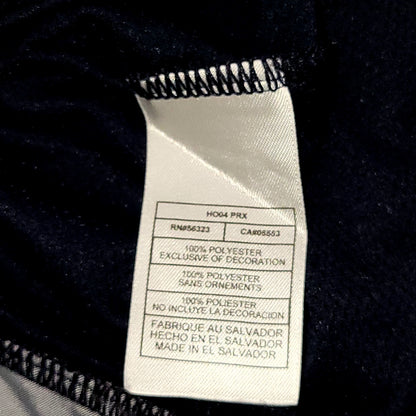 HO04 PRX
RN#56323 CA#05553
100% POLYESTER
EXCLUSIVE OF DECORATION
100% POLYESTER
SANS ORNEMENTS
100% POLIESTER
NO INCLUYE LA DECORACION
FABRIQUE AU SALVADOR
HECHO EN EL SALVADOR
MADE IN EL SALVADOR